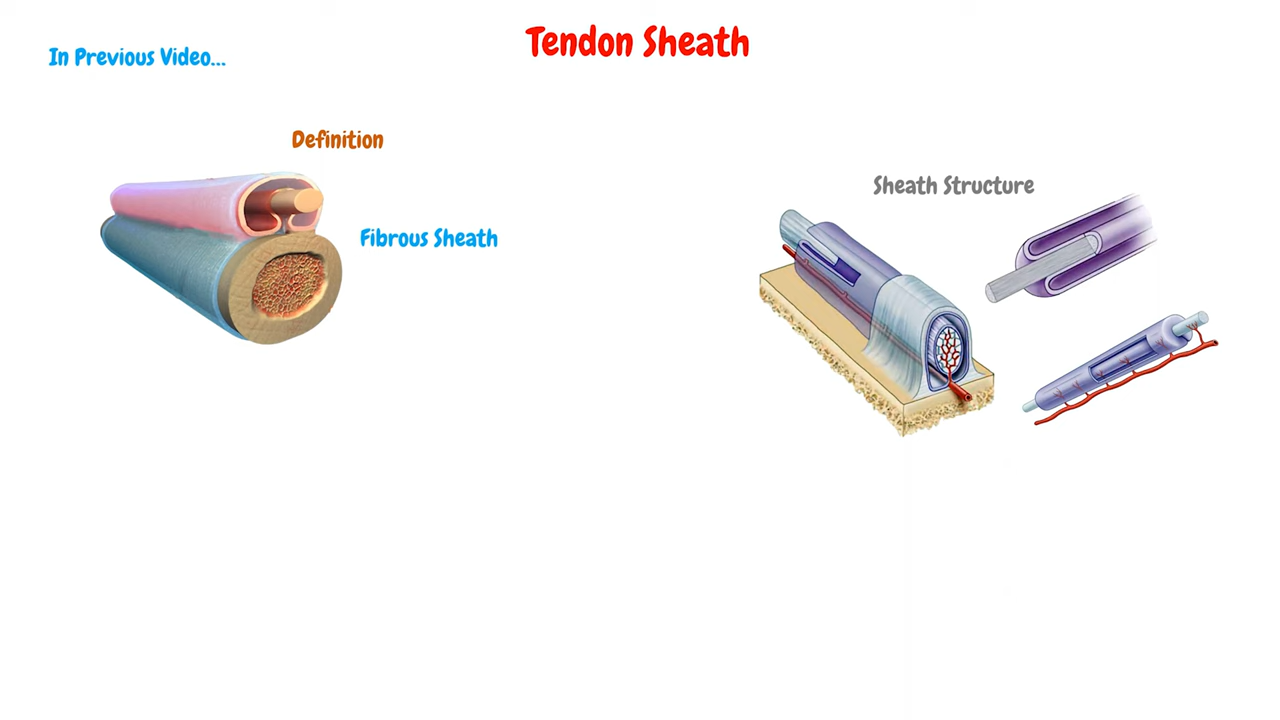 Tendon Sheath
In Previous Video...
Definition
Sheath Structure
Fibrous Sheath